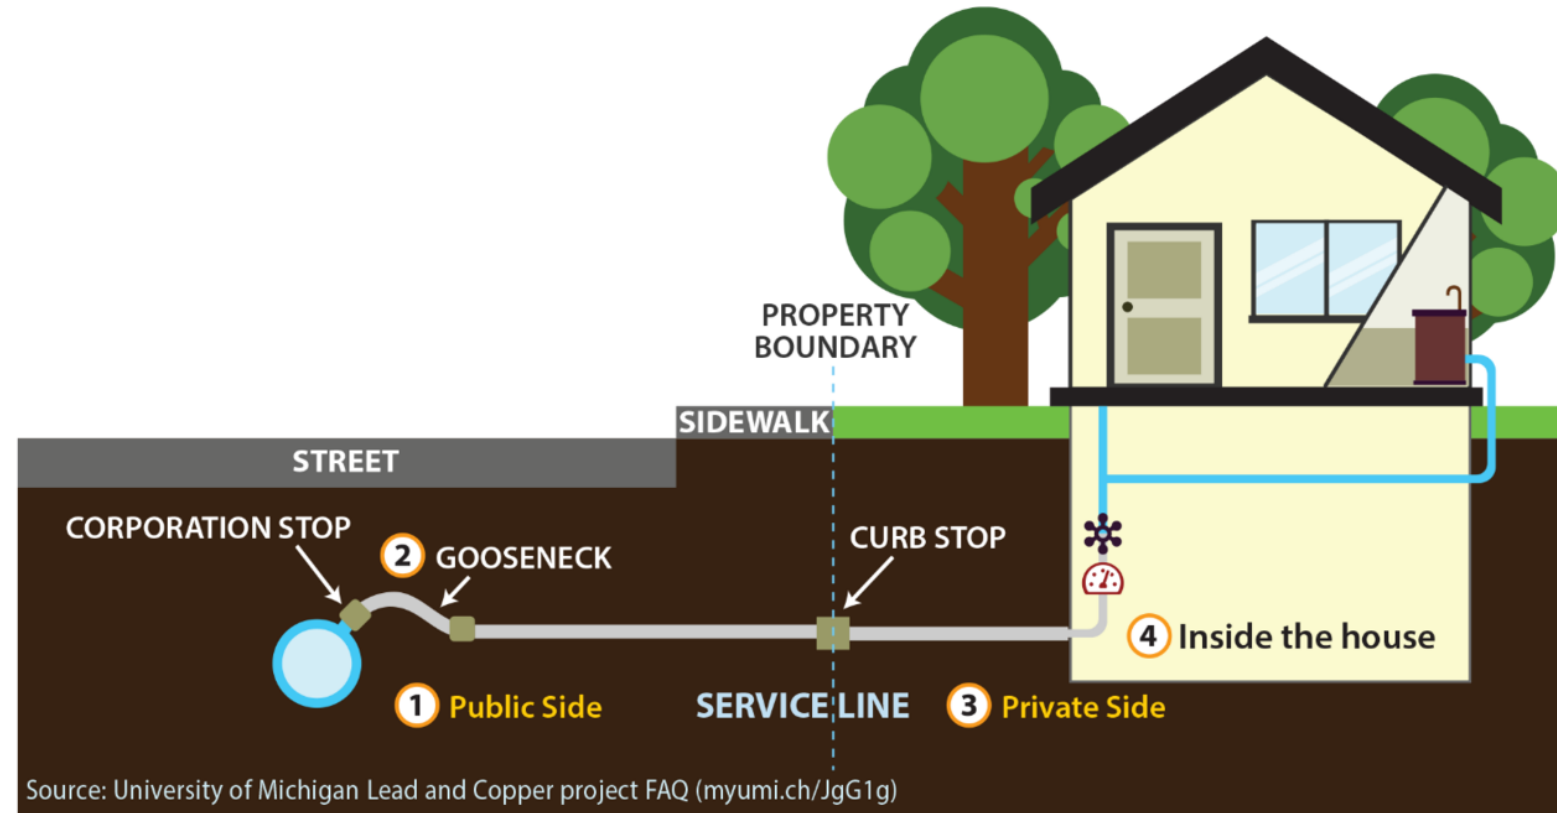 PROPERTY
BOUNDARY
SIDEWALK
STREET
CORPORATION STOP
2 GOOSENECK
CURB STOP
4 Inside the house
1 Public Side
SERVICE LINE
3 Private Side
Source: University of Michigan Lead and Copper project FAQ (myumi.ch/JgG1g)